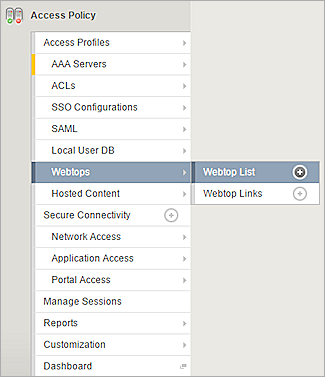 Access Policy
Access Profiles
AAA Servers
ACLs
SSO Configurations
SAML
Local User DB
Webtops
Webtop List
Hosted Content
Webtop Links
Secure Connectivity
Network Access
Application Access
Portal Access
Manage Sessions
Reports
Customization
Dashboard